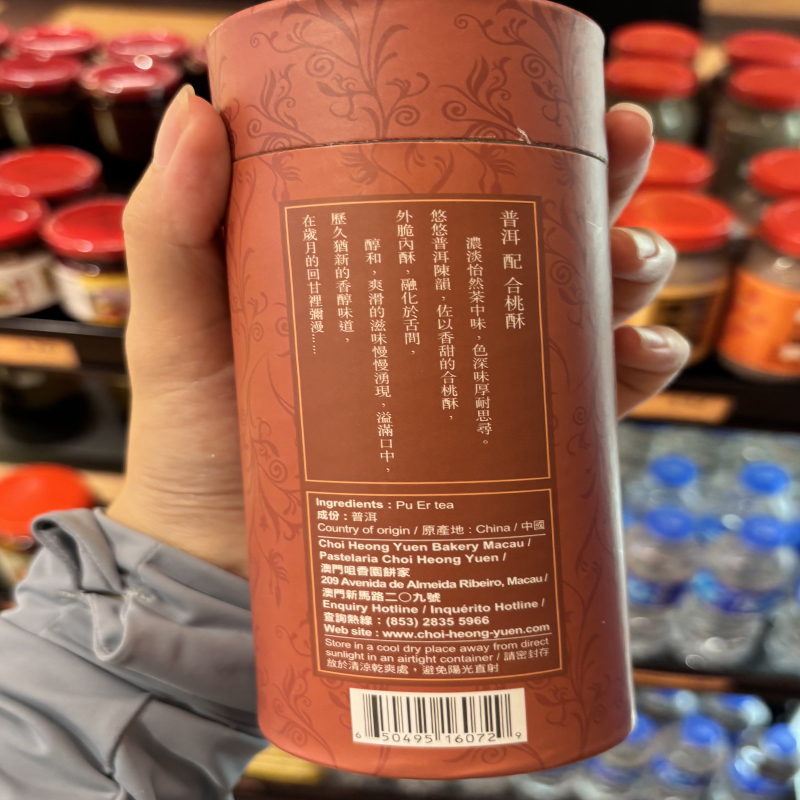 普洱 配 合桃酥
濃淡怡然茶中味，色深味厚耐思尋。
悠悠普洱陳韻，佐以香甜的合桃酥，
外脆內酥，融化於舌間，
醇和，爽滑的滋味慢慢湧現，溢滿口中，
歷久猶新的香醇味道，
在歲月的回甘裡彌漫……
Ingredients : Pu Er tea
成份 : 普洱
Country of origin / 原產地 : China / 中國
Choi Heong Yuen Bakery Macau /
Pastelaria Choi Heong Yuen /
澳門咀香園餅家
209 Avenida de Almeida Ribeiro, Macau /
澳門新馬路二〇九號
Enquiry Hotline / Inquérito Hotline /
查詢熱線 : (853) 2835 5966
Web site : www.choi-heong-yuen.com
Store in a cool dry place away from direct
sunlight in an airtight container / 請密封存
放於清涼乾爽處，避免陽光直射
6 50495 16072 9